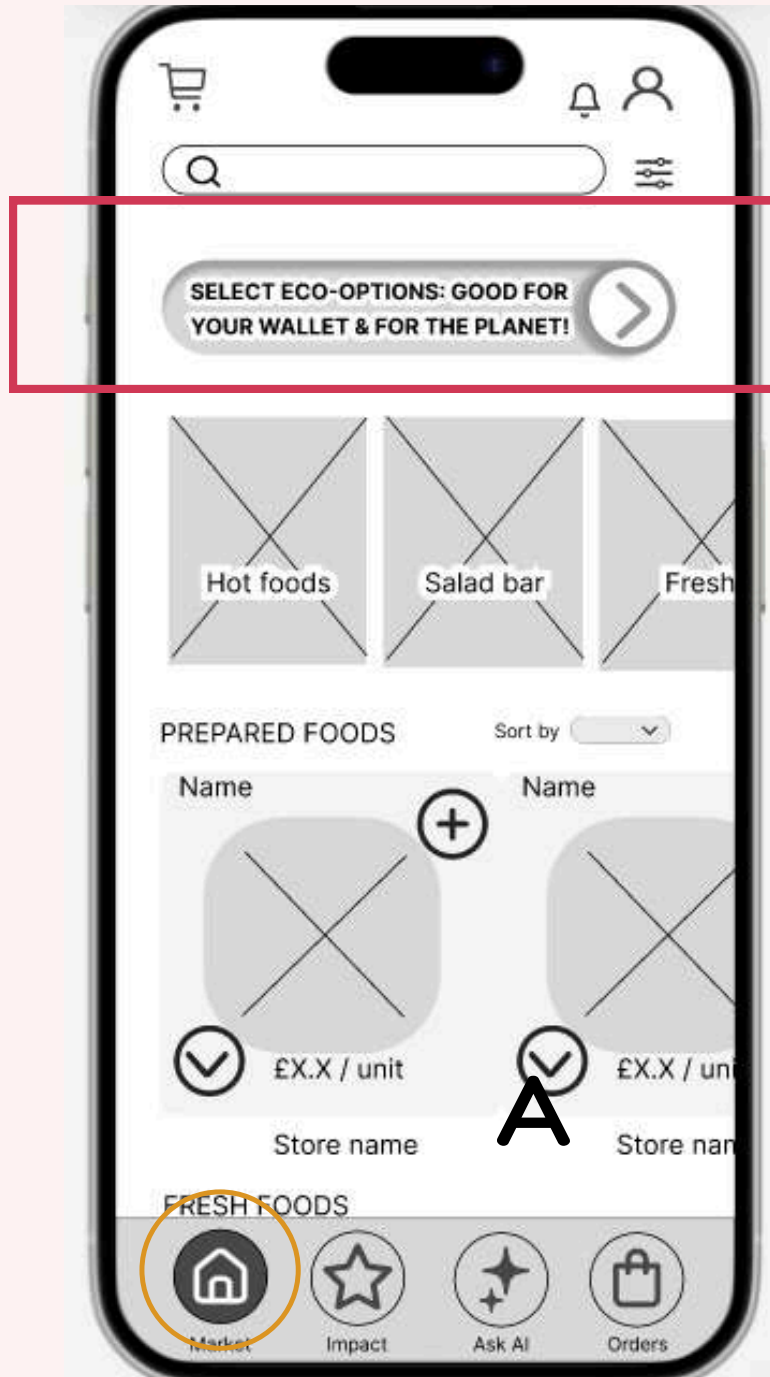 SELECT ECO-OPTIONS: GOOD FOR
YOUR WALLET & FOR THE PLANET!
Hot foods
Salad bar
Fresh
PREPARED FOODS
Sort by
Name
Name
£X.X / unit
£X.X / uni
A
Store name
Store nan
FRESH FOODS
Market
Impact
Ask AI
Orders